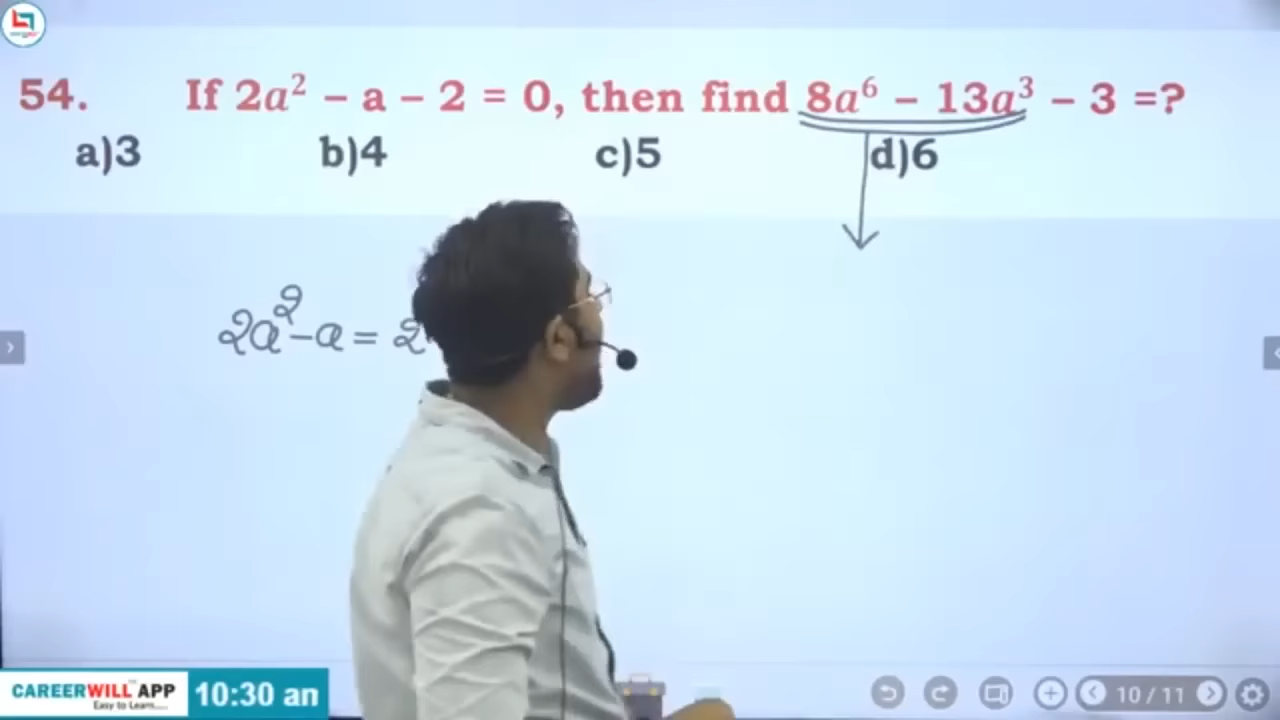 54. If 2a² – a – 2 = 0, then find 8a⁶ – 13a³ – 3 =?
a)3 b)4 c)5 d)6
2a² – a = 2
CAREERWILL APP 10:30 an
Easy to Learn.....
10 / 11